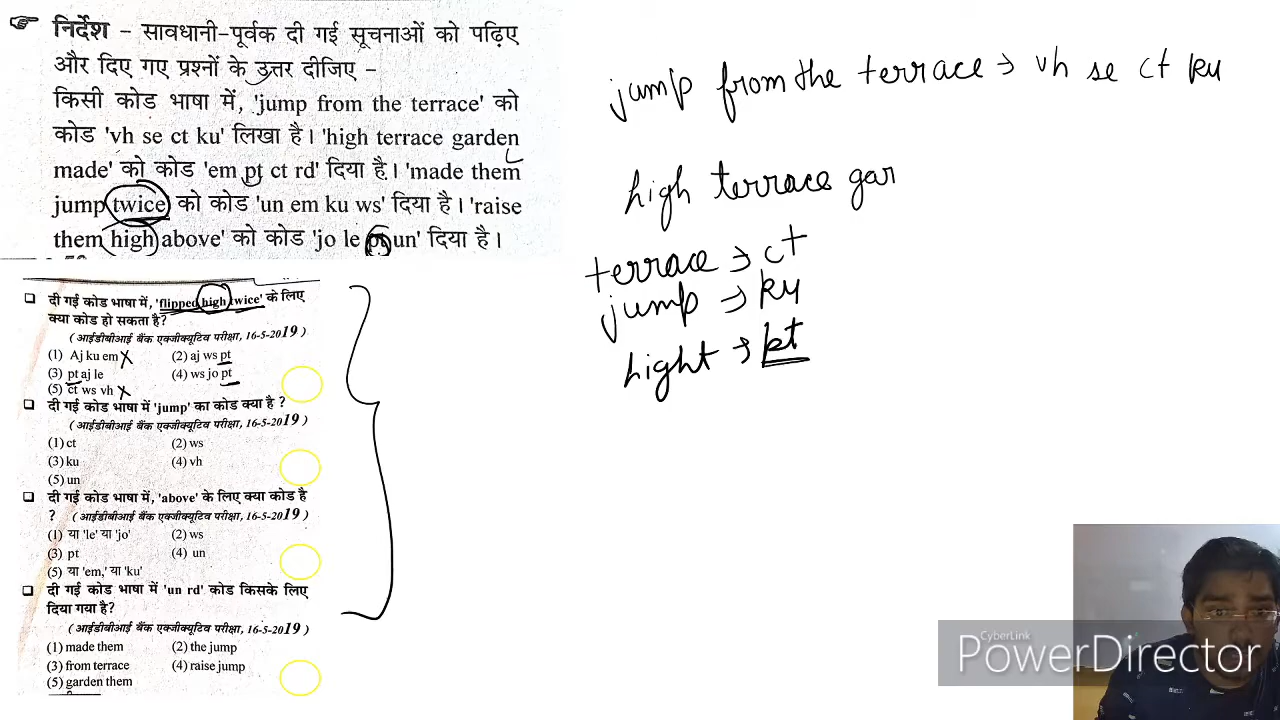 निर्देश – सावधानी-पूर्वक दी गई सूचनाओं को पढ़िए
और दिए गए प्रश्नों के उत्तर दीजिए –
किसी कोड भाषा में, 'jump from the terrace' को
कोड 'vh se ct ku' लिखा है। 'high terrace garden
made' को कोड 'em pt ct rd' दिया है। 'made them
jump twice' को कोड 'un em ku ws' दिया है। 'raise
them high above' को कोड 'jo le pt un' दिया है।
दी गई कोड भाषा में, 'flipped high twice' के लिए
क्या कोड हो सकता है?
(आईडीबीआई बैंक एक्जीक्यूटिव परीक्षा, 16-5-2019)
(1) Aj ku em (2) aj ws pt
(3) pt aj le (4) ws jo pt
(5) ct ws vh
दी गई कोड भाषा में 'jump' का कोड क्या है ?
(आईडीबीआई बैंक एक्जीक्यूटिव परीक्षा, 16-5-2019)
(1) ct (2) ws
(3) ku (4) vh
(5) un
दी गई कोड भाषा में, 'above' के लिए क्या कोड है
? (आईडीबीआई बैंक एक्जीक्यूटिव परीक्षा, 16-5-2019)
(1) या 'le' या 'jo' (2) ws
(3) pt (4) un
(5) या 'em,' या 'ku'
दी गई कोड भाषा में 'un rd' कोड किसके लिए
दिया गया है?
(आईडीबीआई बैंक एक्जीक्यूटिव परीक्षा, 16-5-2019)
(1) made them (2) the jump
(3) from terrace (4) raise jump
(5) garden them
jump from the terrace → vh se ct ku
high terrace gar
terrace → ct
jump → ku
hight → pt
CyberLink
PowerDirector